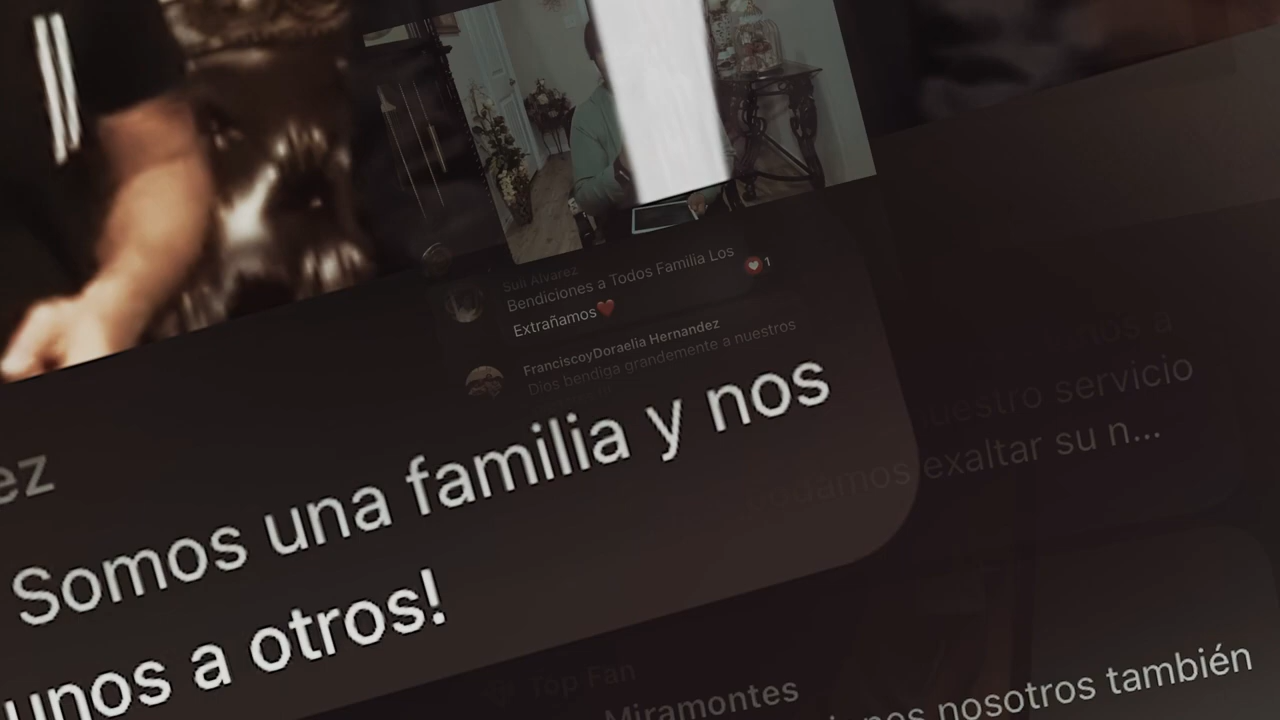 Suli Alvarez
Bendiciones a Todos Familia Los
Extrañamos❤️
1
FranciscoyDoraelia Hernandez
Dios bendiga grandemente a nuestros
ez
Somos una familia y nos
unos a otros!
servicio
exaltar su n...
Top Fan
Miramontes
nosotros también